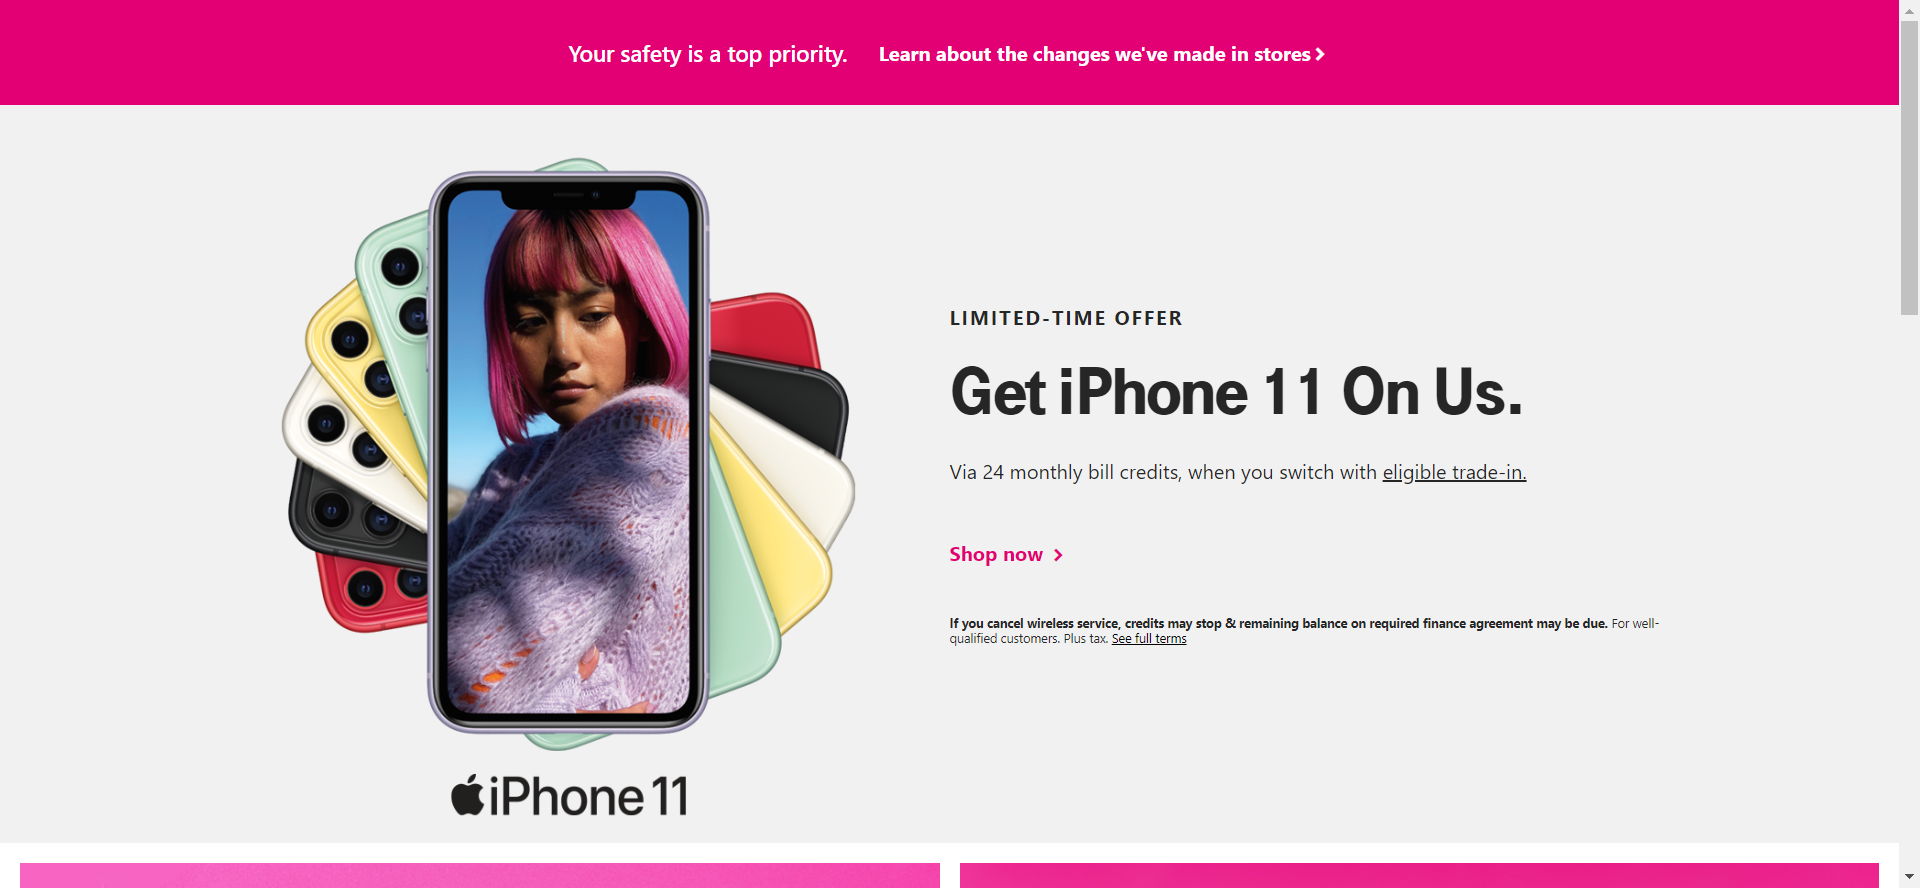 Your safety is a top priority. Learn about the changes we've made in stores
LIMITED-TIME OFFER
Get iPhone 11 On Us.
Via 24 monthly bill credits, when you switch with eligible trade-in.
Shop now
If you cancel wireless service, credits may stop & remaining balance on required finance agreement may be due. For well-
qualified customers. Plus tax. See full terms
iPhone 11